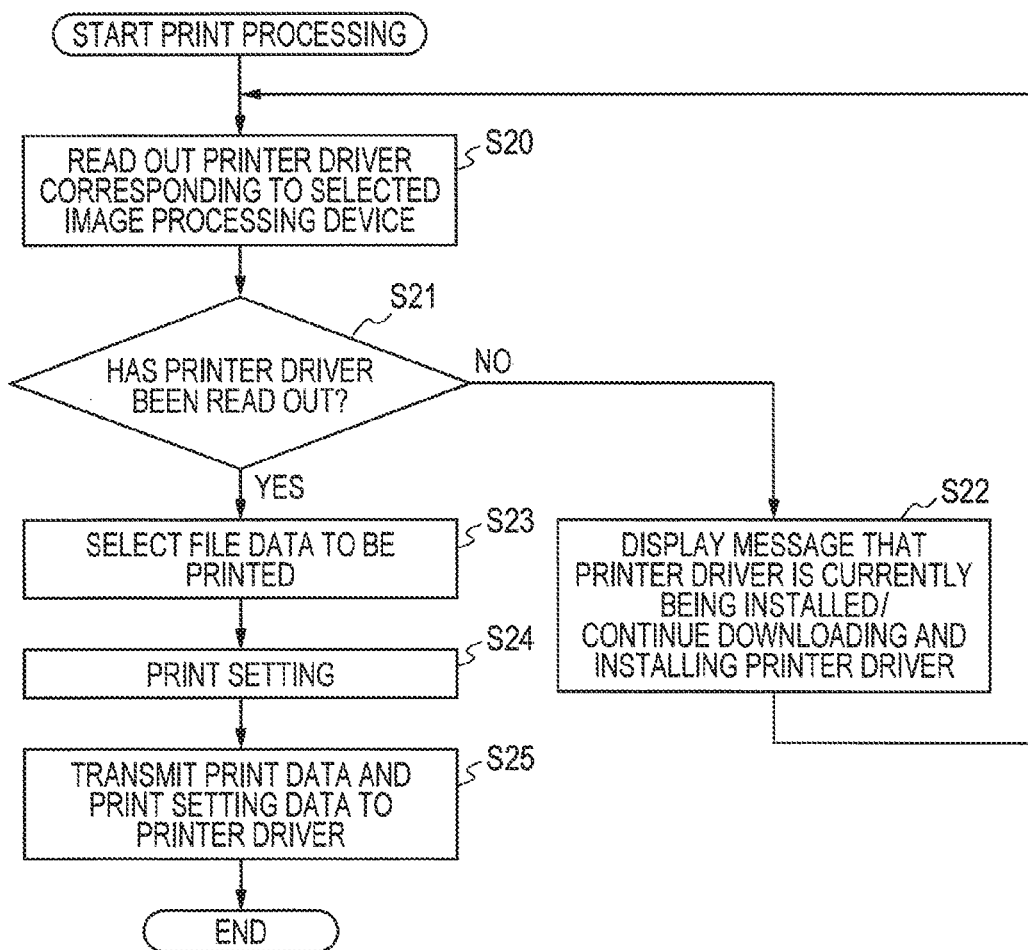 START PRINT PROCESSING
S20
READ OUT PRINTER DRIVER
CORRESPONDING TO SELECTED
IMAGE PROCESSING DEVICE
S21
HAS PRINTER DRIVER
BEEN READ OUT?
NO
YES
S22
DISPLAY MESSAGE THAT
PRINTER DRIVER IS CURRENTLY
BEING INSTALLED/
CONTINUE DOWNLOADING AND
INSTALLING PRINTER DRIVER
S23
SELECT FILE DATA TO BE
PRINTED
S24
PRINT SETTING
S25
TRANSMIT PRINT DATA AND
PRINT SETTING DATA TO
PRINTER DRIVER
END